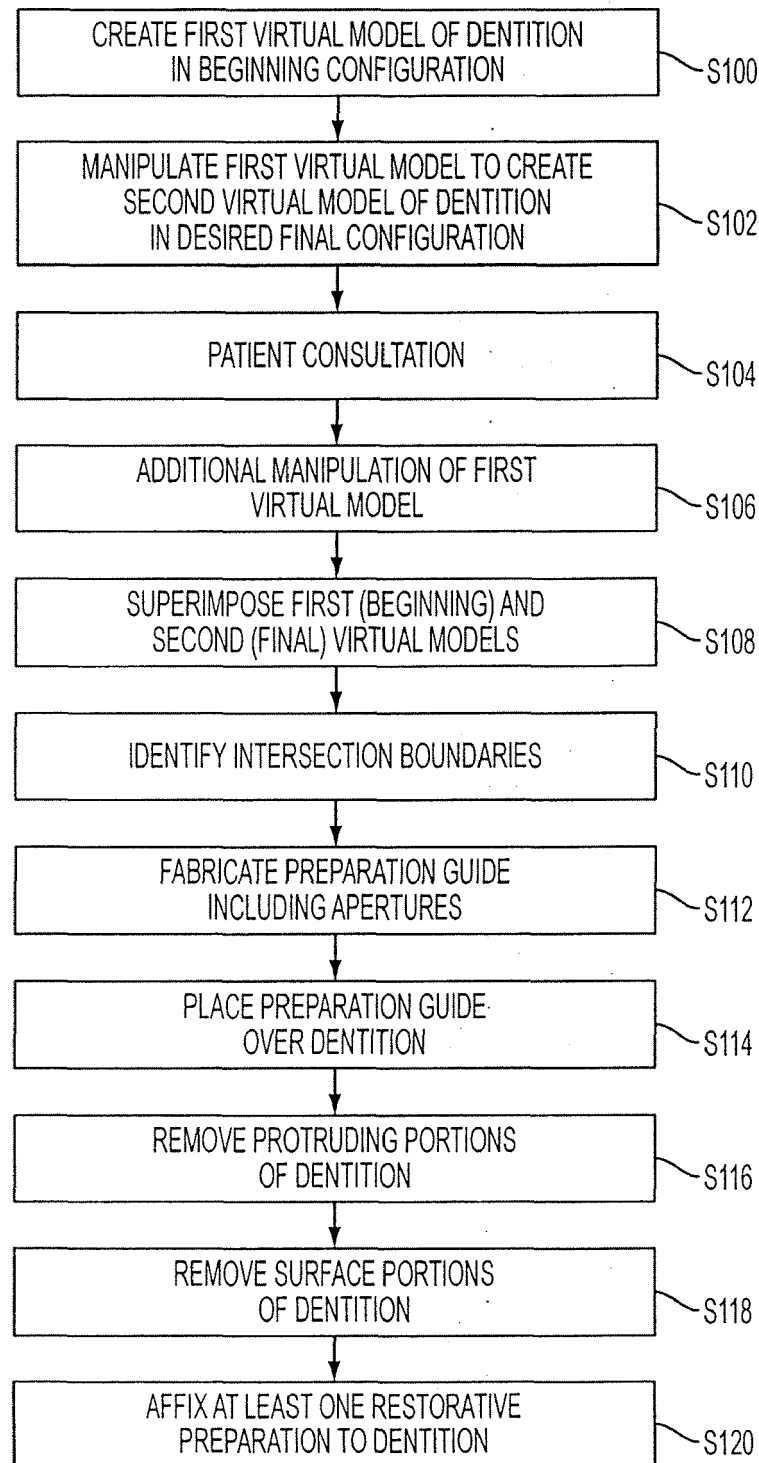 CREATE FIRST VIRTUAL MODEL OF DENTITION
IN BEGINNING CONFIGURATION
S100
MANIPULATE FIRST VIRTUAL MODEL TO CREATE
SECOND VIRTUAL MODEL OF DENTITION
IN DESIRED FINAL CONFIGURATION
S102
PATIENT CONSULTATION
S104
ADDITIONAL MANIPULATION OF FIRST
VIRTUAL MODEL
S106
SUPERIMPOSE FIRST (BEGINNING) AND
SECOND (FINAL) VIRTUAL MODELS
S108
IDENTIFY INTERSECTION BOUNDARIES
S110
FABRICATE PREPARATION GUIDE
INCLUDING APERTURES
S112
PLACE PREPARATION GUIDE
OVER DENTITION
S114
REMOVE PROTRUDING PORTIONS
OF DENTITION
S116
REMOVE SURFACE PORTIONS
OF DENTITION
S118
AFFIX AT LEAST ONE RESTORATIVE
PREPARATION TO DENTITION
S120